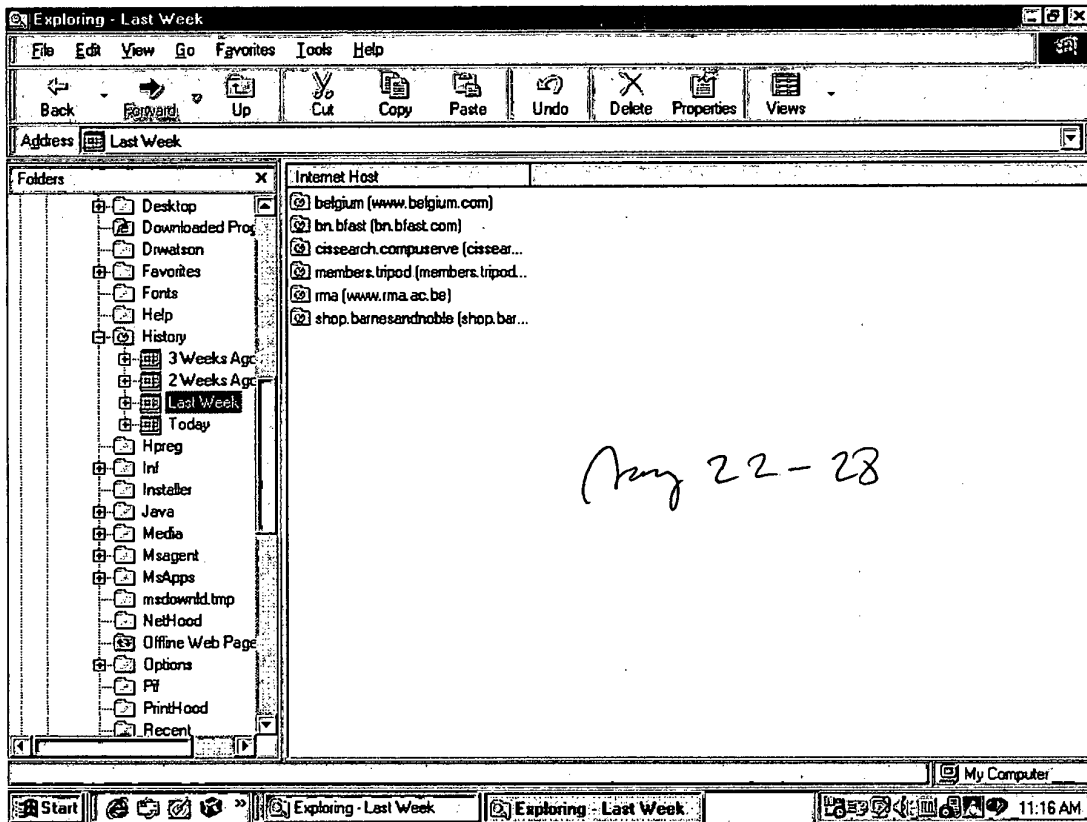 Exploring - Last Week
File Edit View Go Favorites Tools Help
Back Forward Up Cut Copy Paste Undo Delete Properties Views
Address Last Week
Folders x
Internet Host
Desktop
Downloaded Prog
Drwatson
Favorites
Fonts
Help
History
3 Weeks Ago
2 Weeks Ago
Last Week
Today
Hpreg
Inf
Installer
Java
Media
Msagent
MsApps
msdownld.tmp
NetHood
Offline Web Page
Options
Pif
PrintHood
Recent
belgium (www.belgium.com)
bn.bfast (bn.bfast.com)
cissearch.compuserve (cissear...
members.tripod (members.tripod...
rma (www.rma.ac.be)
shop.barnesandnoble (shop.bar...
22 - 28
My Computer
Start » Exploring - Last Week Exploring - Last Week 11:16 AM